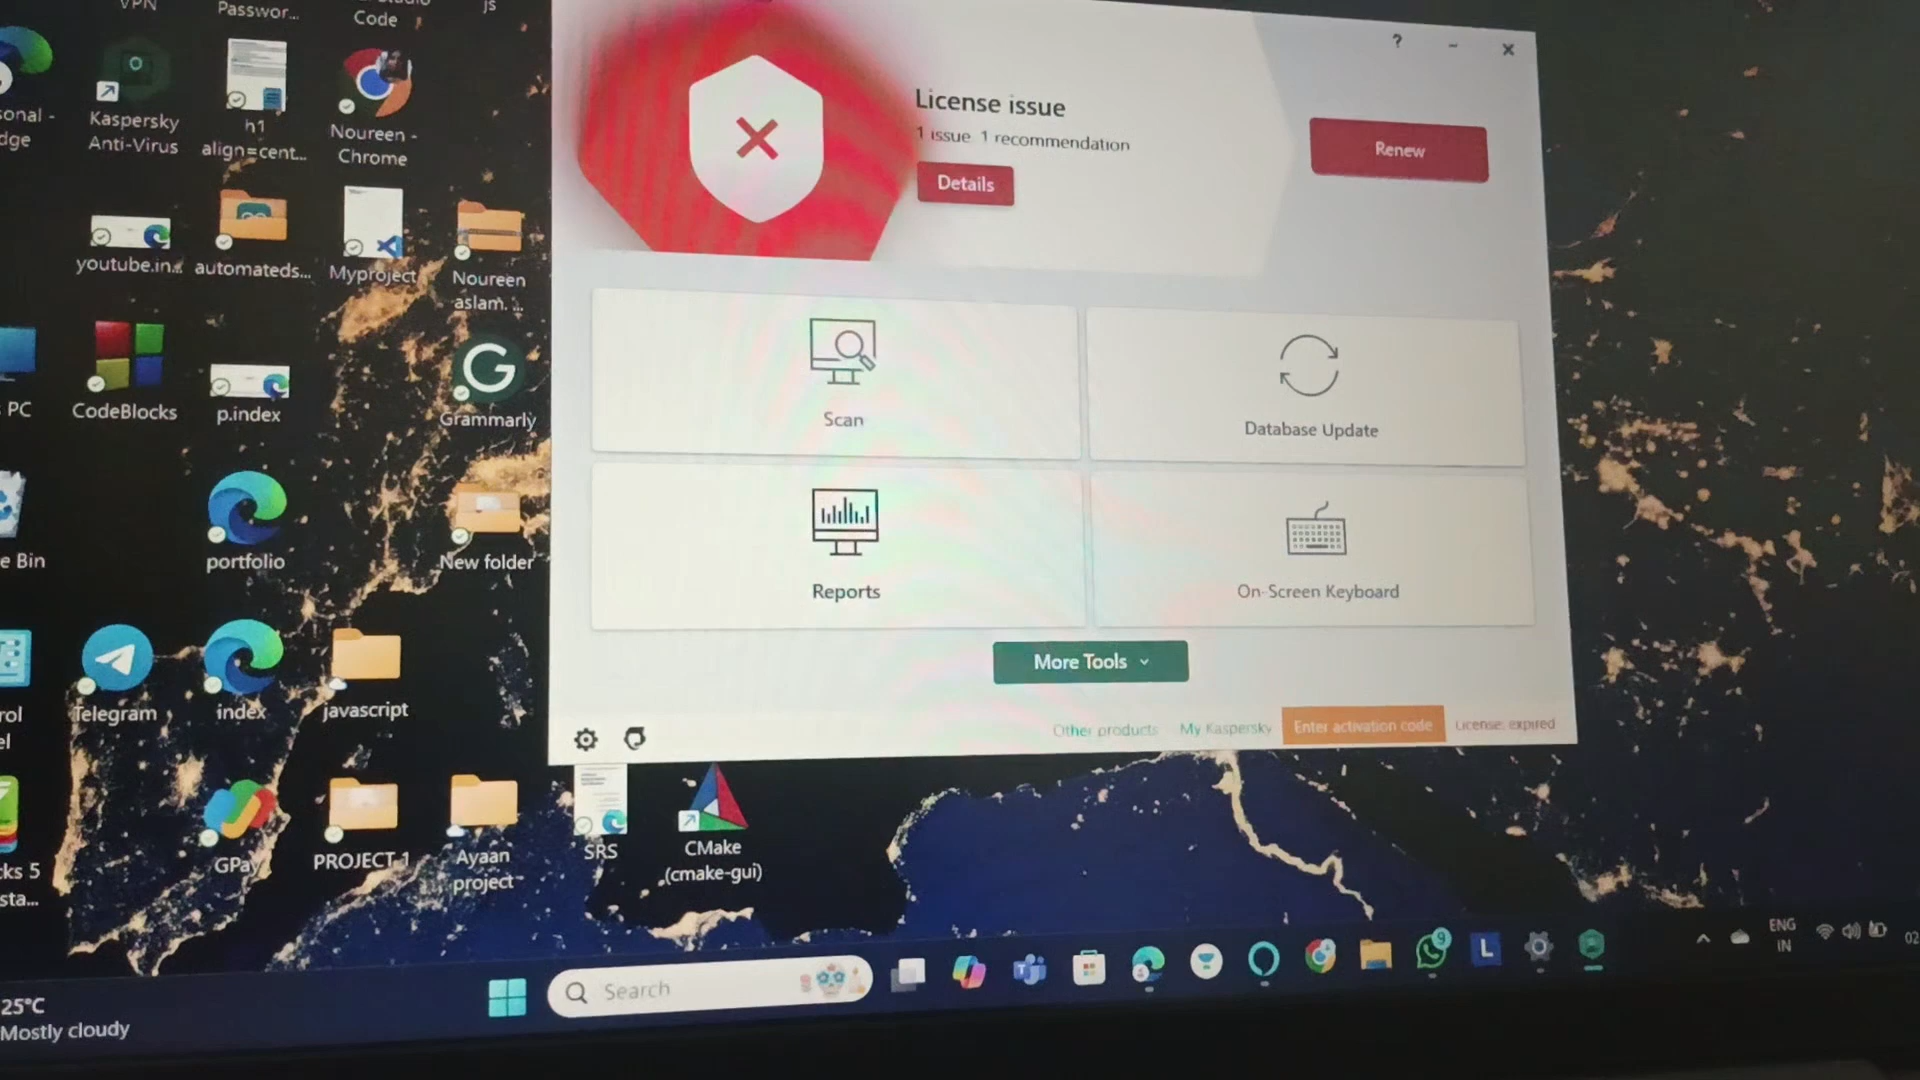 VPN
Passwor...
Code
js
Kaspersky
Anti-Virus
h1
align=cent...
Noureen -
Chrome
youtube.in...
automateds...
Myproject
Noureen
aslam. ...
PC
CodeBlocks
p.index
G
Grammarly
e Bin
portfolio
New folder
Telegram
index
javascript
GPay
PROJECT 1
Ayaan
project
SRS
CMake
(cmake-gui)
?
License issue
1 issue 1 recommendation
Details
Renew
Scan
Database Update
Reports
On-Screen Keyboard
More Tools
Other products
My Kaspersky
Enter activation code
License: expired
25°C
Mostly cloudy
Search
9
L
ENG
IN
02